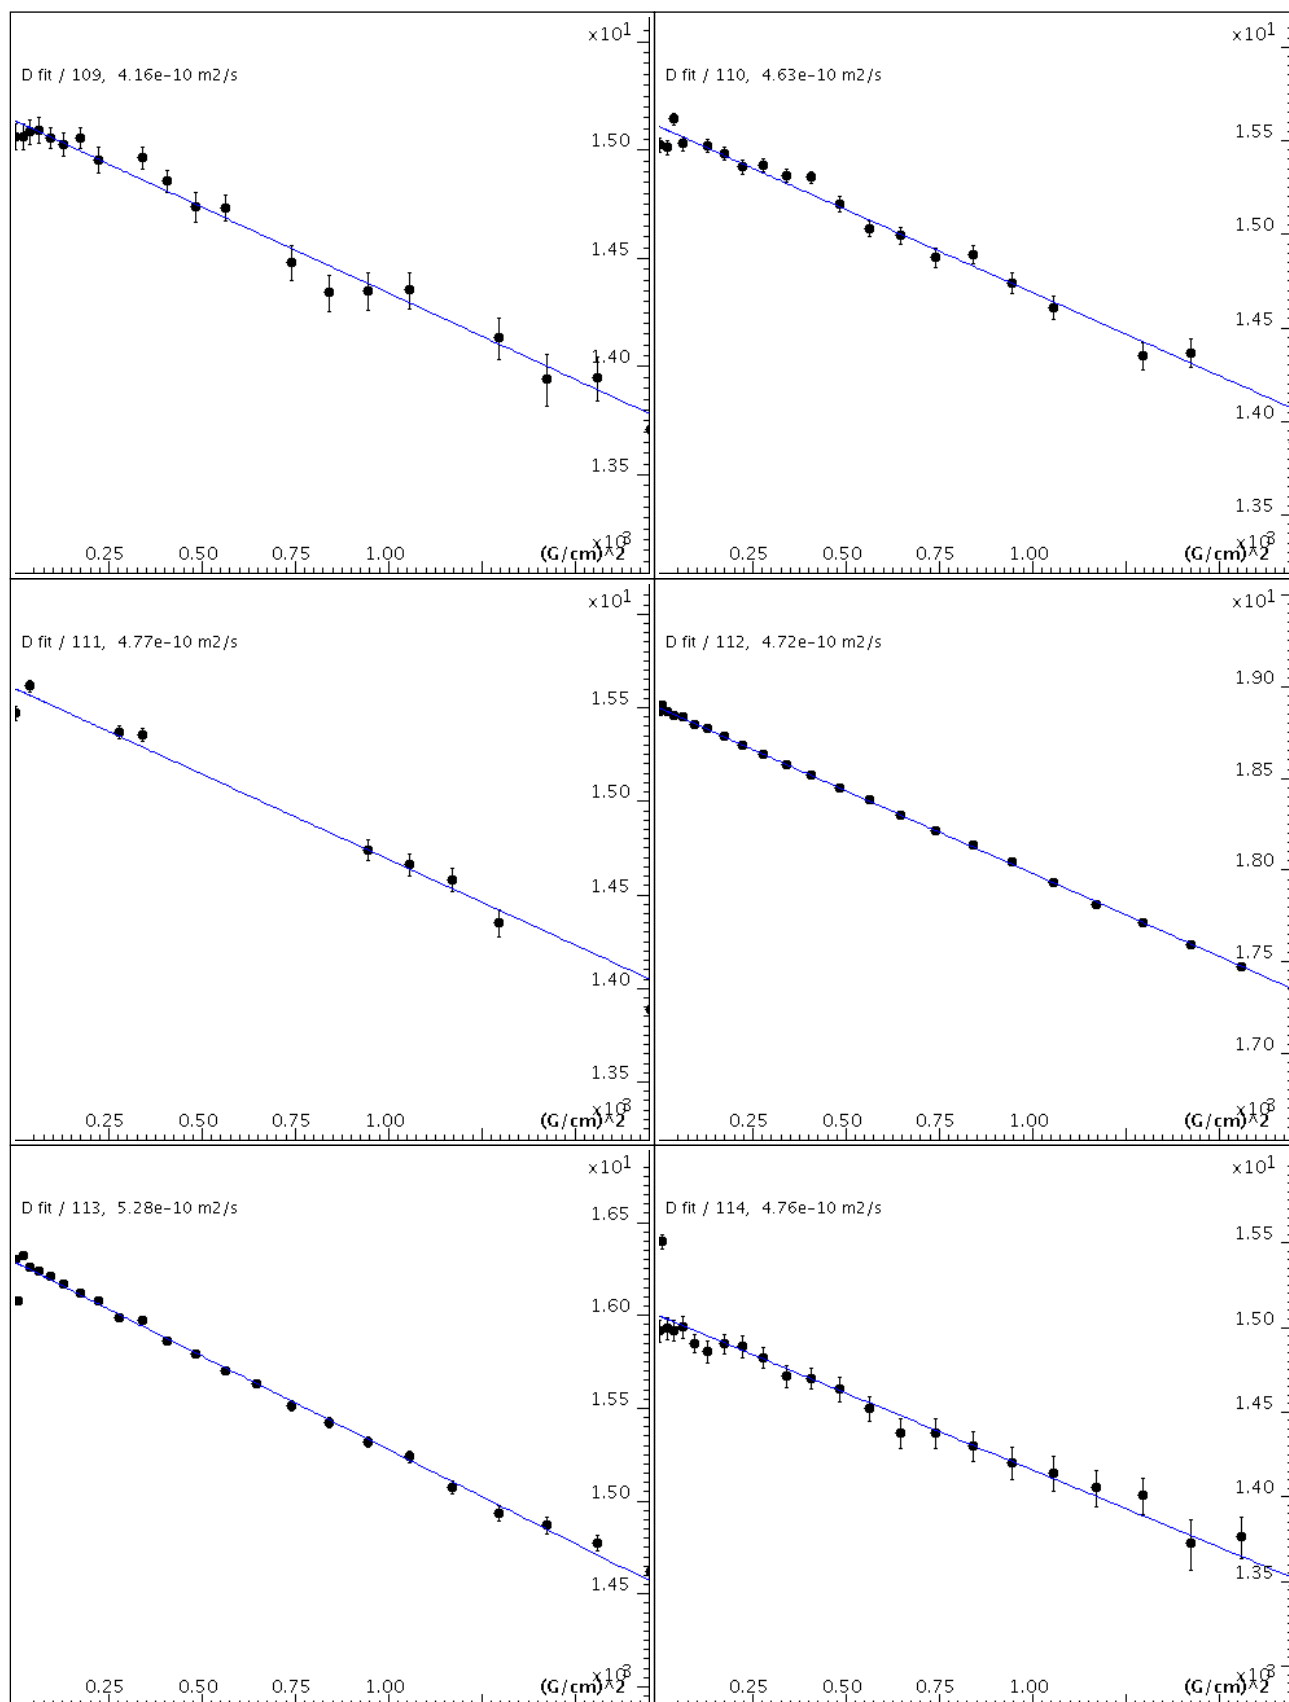 x10¹
D fit / 109, 4.16e-10 m2/s
1.50
1.45
1.40
1.35
x10³
0.25 0.50 0.75 1.00 (G/cm)^2
x10¹
D fit / 110, 4.63e-10 m2/s
1.55
1.50
1.45
1.40
1.35
x10³
0.25 0.50 0.75 1.00 (G/cm)^2
x10¹
D fit / 111, 4.77e-10 m2/s
1.55
1.50
1.45
1.40
1.35
x10³
0.25 0.50 0.75 1.00 (G/cm)^2
x10¹
D fit / 112, 4.72e-10 m2/s
1.90
1.85
1.80
1.75
1.70
x10³
0.25 0.50 0.75 1.00 (G/cm)^2
x10¹
D fit / 113, 5.28e-10 m2/s
1.65
1.60
1.55
1.50
1.45
x10³
0.25 0.50 0.75 1.00 (G/cm)^2
x10¹
D fit / 114, 4.76e-10 m2/s
1.55
1.50
1.45
1.40
1.35
x10³
0.25 0.50 0.75 1.00 (G/cm)^2